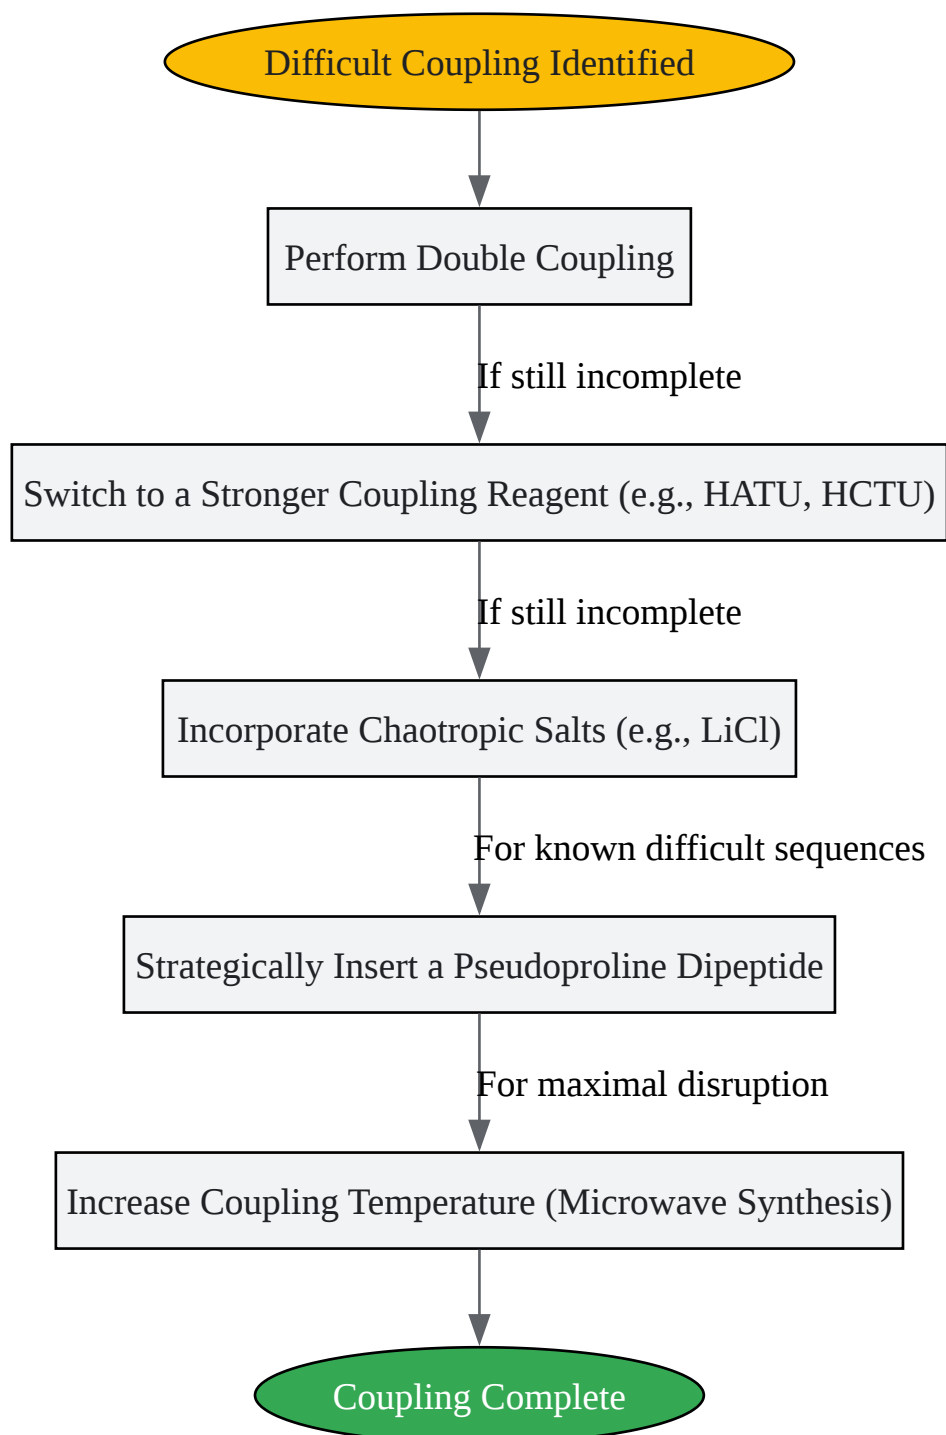 Difficult Coupling Identified
Perform Double Coupling
If still incomplete
Switch to a Stronger Coupling Reagent (e.g., HATU, HCTU)
If still incomplete
Incorporate Chaotropic Salts (e.g., LiCl)
For known difficult sequences
Strategically Insert a Pseudoproline Dipeptide
For maximal disruption
Increase Coupling Temperature (Microwave Synthesis)
Coupling Complete